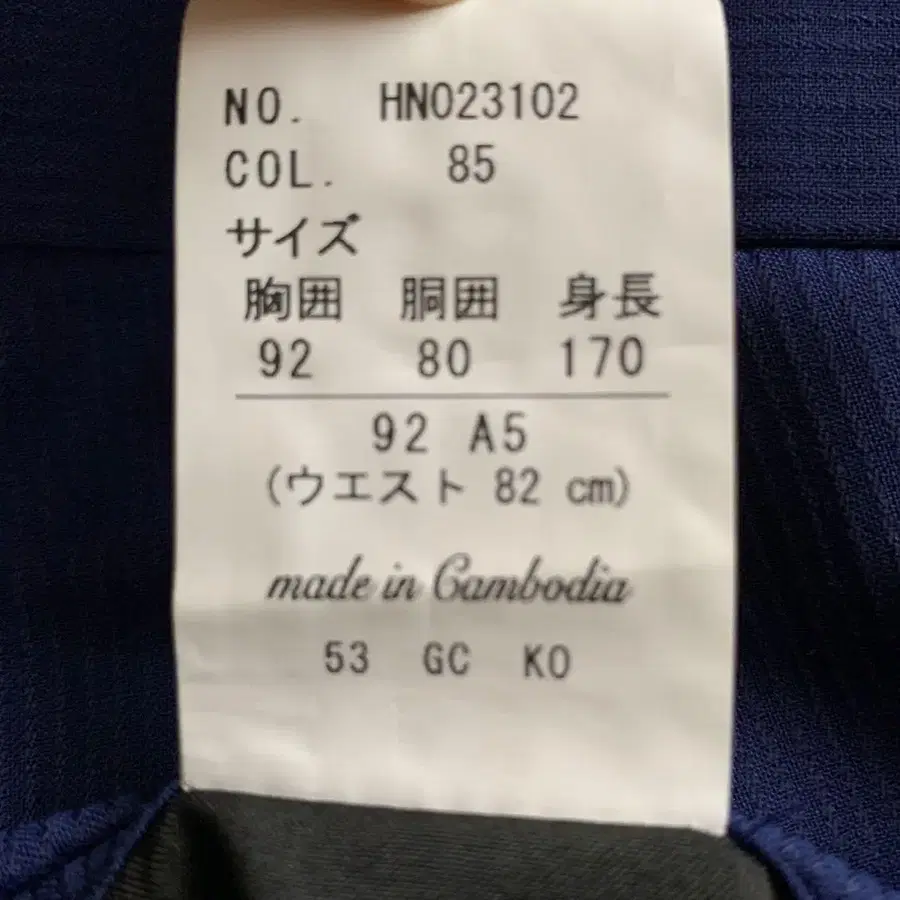 NO. HN023102
COL. 85
サイズ
胸囲 胴囲 身長
92 80 170
92 A5
(ウエスト 82 cm)
made in Cambodia
53 GC KO